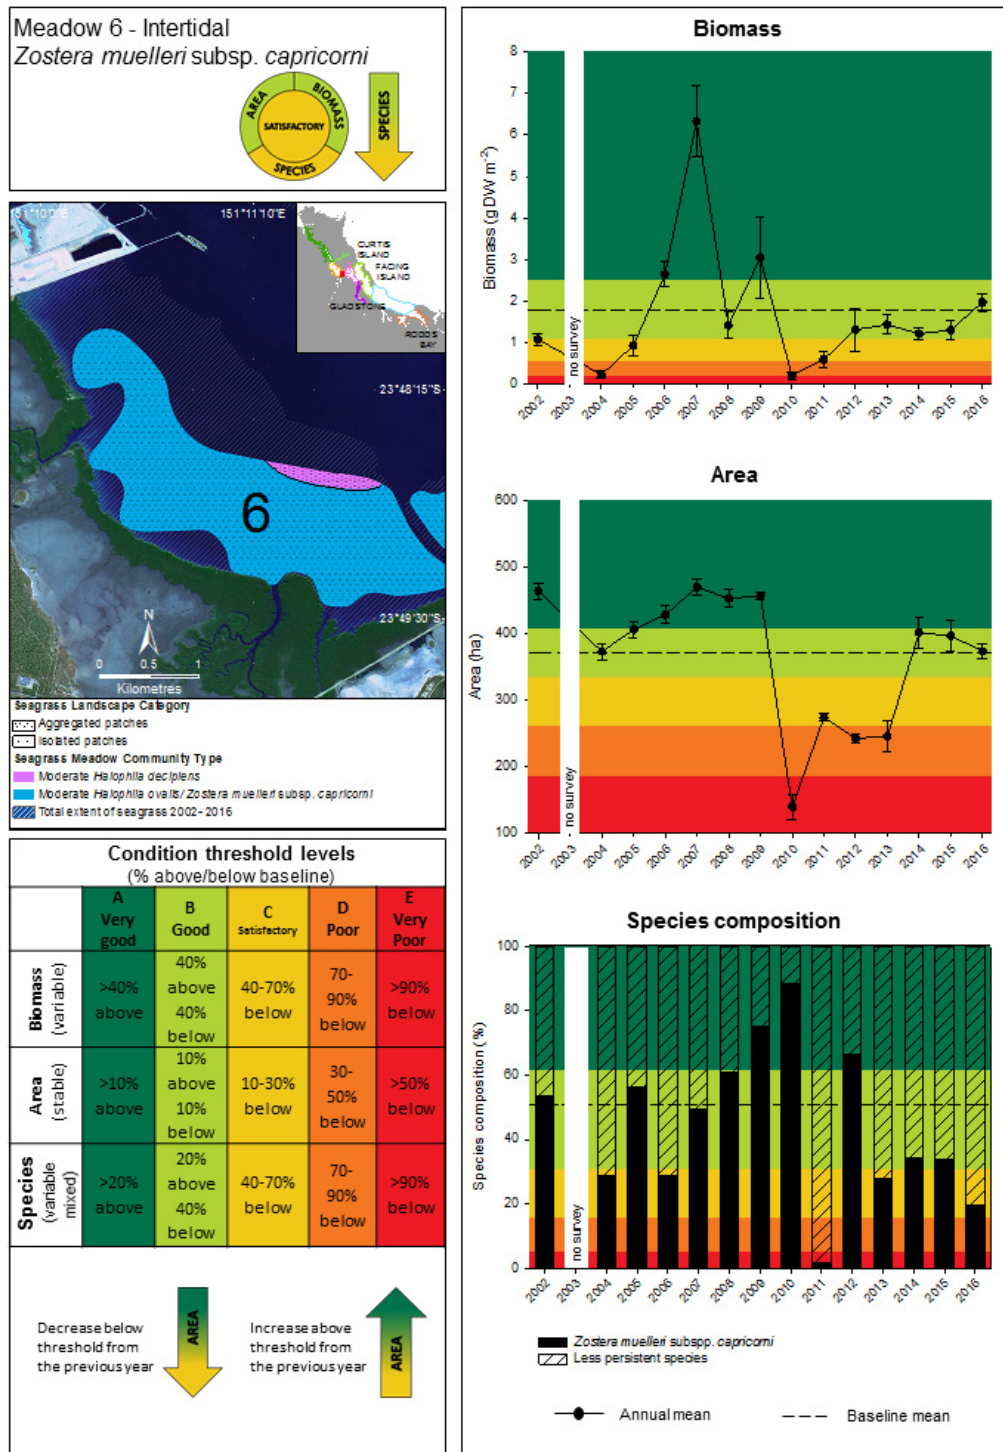 Meadow 6 - Intertidal
Zostera muelleri subsp. capricorni
AREA
BIOMASS
SATISFACTORY
SPECIES
SPECIES
151°11'10"E
CURTIS
ISLAND
FACING
ISLAND
GLADSTONE
RODDS
BAY
23°48'15"S
6
23°49'30"S
N
0 0.5 1
Kilometres
Seagrass Landscape Category
Aggregated patches
Isolated patches
Seagrass Meadow Community Type
Moderate Halophila decipiens
Moderate Halophila ovalis/ Zostera muelleri subsp. capricorni
Total extent of seagrass 2002-2016
Condition threshold levels
(% above/below baseline)
A
Very
good
B
Good
C
Satisfactory
D
Poor
E
Very
Poor
Biomass
(variable)
>40%
above
40%
above
40%
below
40-70%
below
70-
90%
below
>90%
below
Area
(stable)
>10%
above
10%
above
10%
below
10-30%
below
30-
50%
below
>50%
below
Species
(variable
mixed)
>20%
above
20%
above
40%
below
40-70%
below
70-
90%
below
>90%
below
Decrease below
threshold from
the previous year
AREA
Increase above
threshold from
the previous year
AREA
Biomass
Biomass (g DW m⁻²)
8
7
6
5
4
3
2
1
0
no survey
2002 2003 2004 2005 2006 2007 2008 2009 2010 2011 2012 2013 2014 2015 2016
Area
Area (ha)
600
500
400
300
200
100
no survey
2002 2003 2004 2005 2006 2007 2008 2009 2010 2011 2012 2013 2014 2015 2016
Species composition
Species composition (%)
100
80
60
40
20
0
no survey
2002 2003 2004 2005 2006 2007 2008 2009 2010 2011 2012 2013 2014 2015 2016
Zostera muelleri subspp. capricorni
Less persistent species
Annual mean
Baseline mean